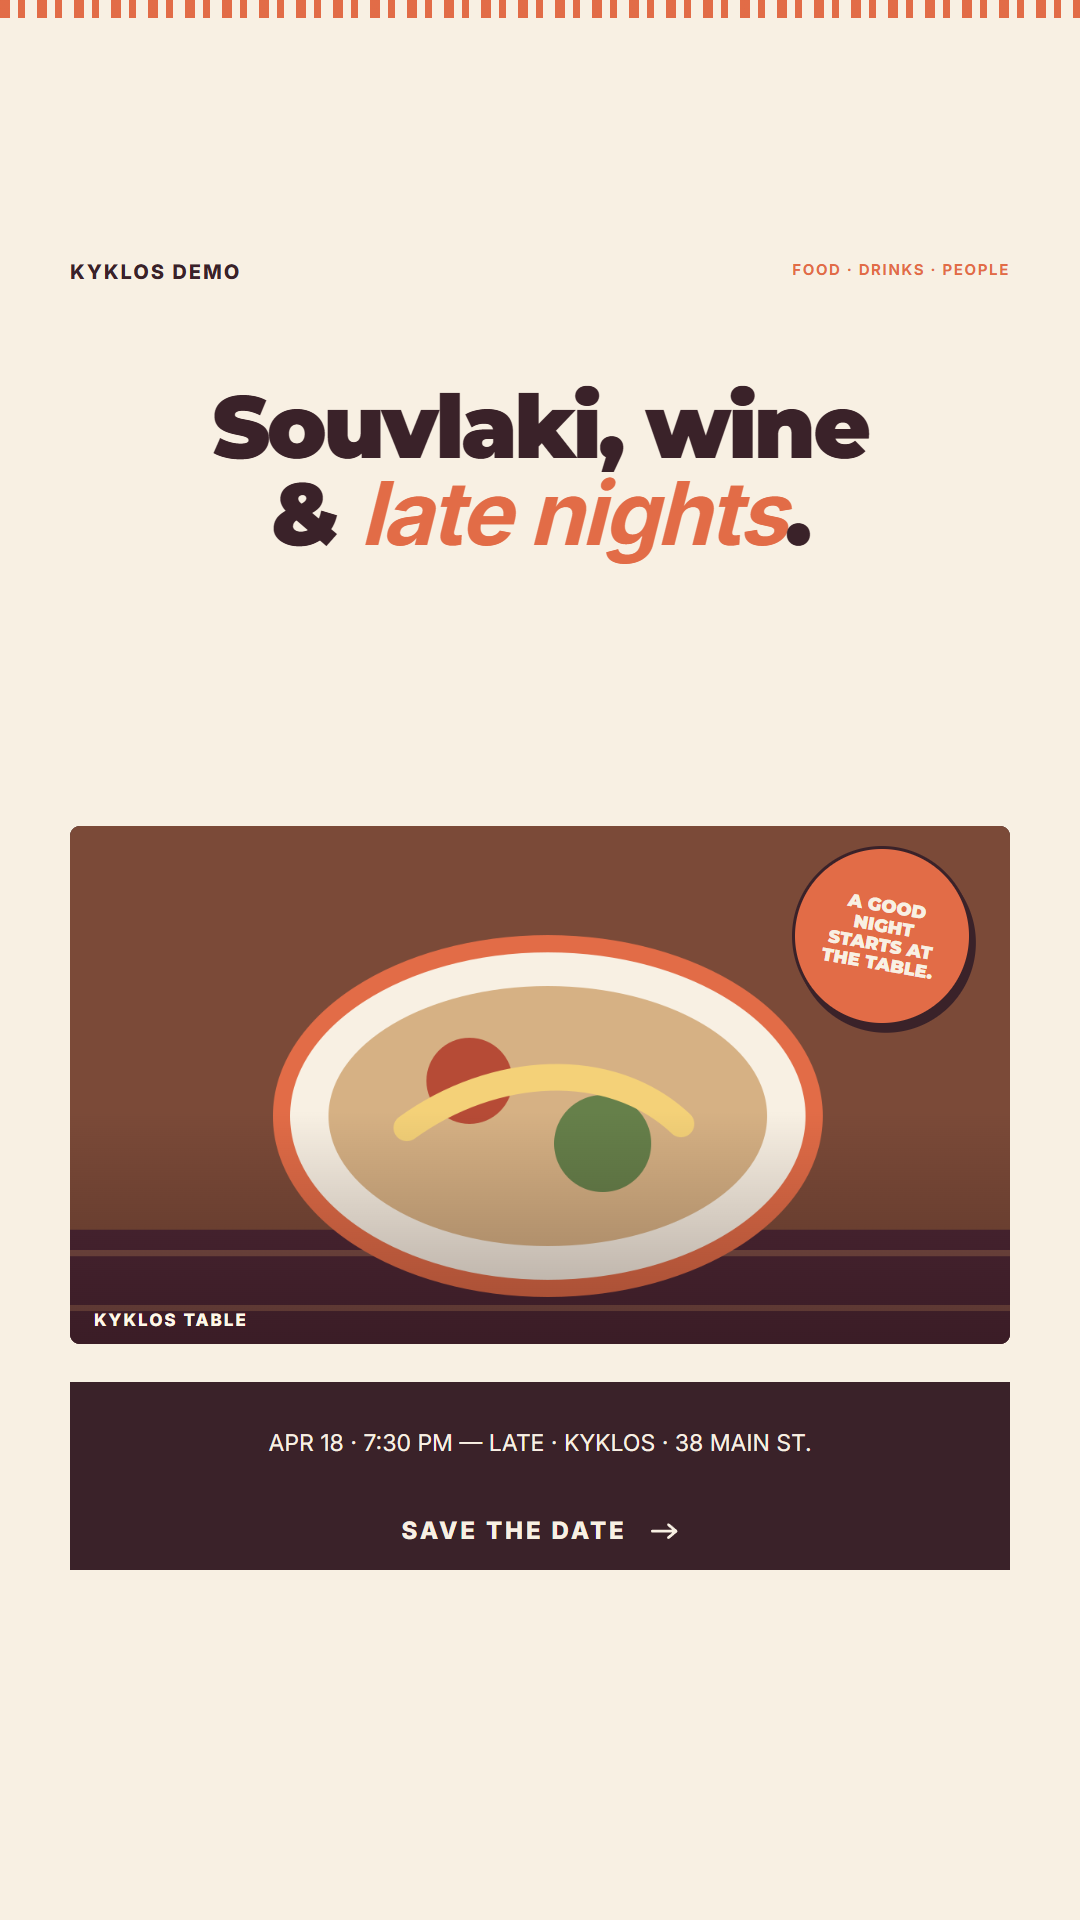 KYKLOS DEMO
FOOD · DRINKS · PEOPLE
Souvlaki, wine
& late nights.
A GOOD
NIGHT
STARTS AT
THE TABLE.
KYKLOS TABLE
APR 18 · 7:30 PM — LATE · KYKLOS · 38 MAIN ST.
SAVE THE DATE →